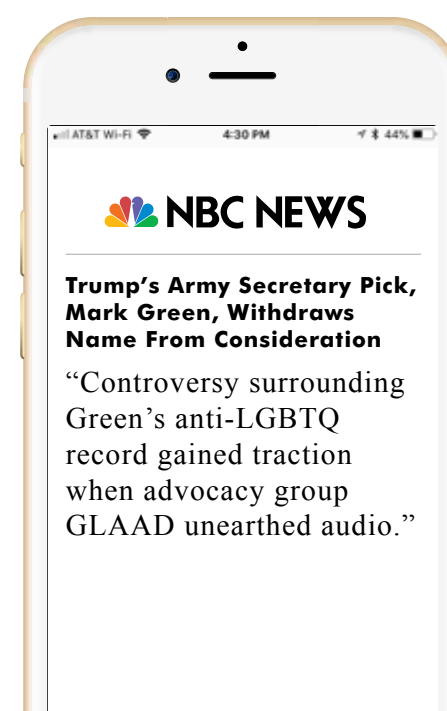 AT&T Wi-Fi 4:30 PM 44%
NBC NEWS
Trump’s Army Secretary Pick,
Mark Green, Withdraws
Name From Consideration
“Controversy surrounding
Green’s anti-LGBTQ
record gained traction
when advocacy group
GLAAD unearthed audio.”